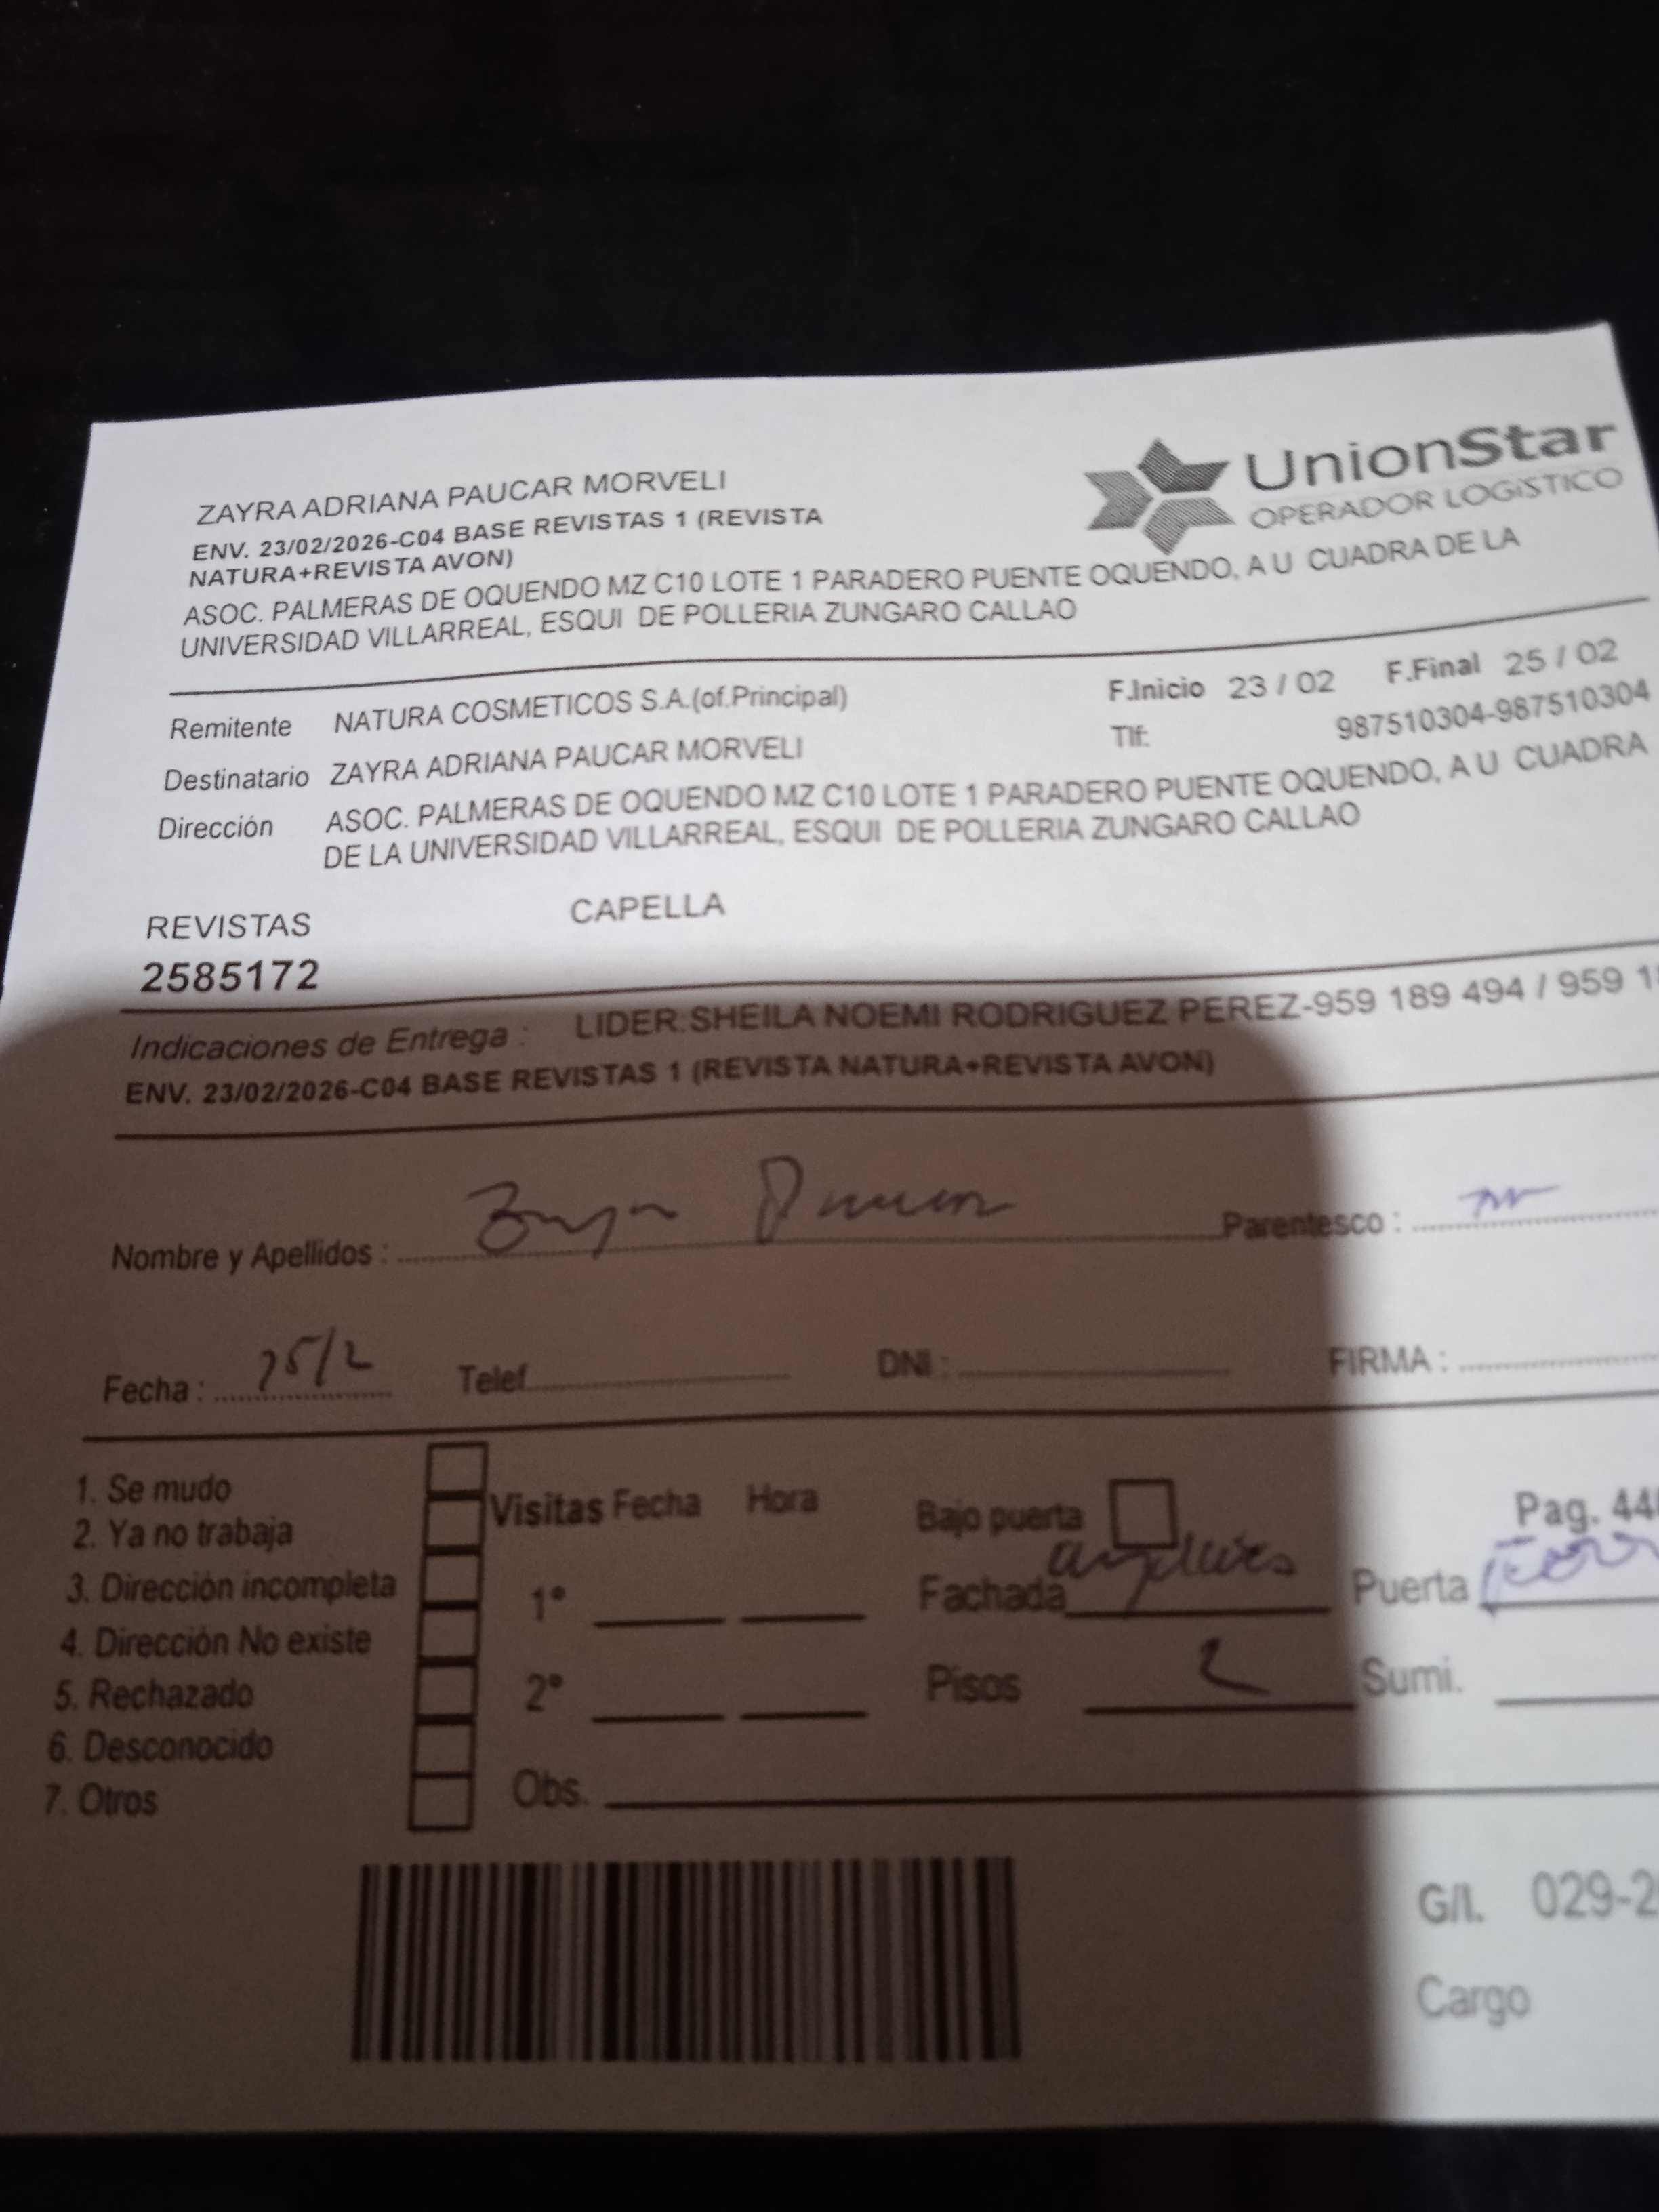 UnionStar
OPERADOR LOGíSTICO
ZAYRA ADRIANA PAUCAR MORVELI
ENV. 23/02/2026-C04 BASE REVISTAS 1 (REVISTA
NATURA+REVISTA AVON)
ASOC. PALMERAS DE OQUENDO MZ C10 LOTE 1 PARADERO PUENTE OQUENDO, A U CUADRA DE LA
UNIVERSIDAD VILLARREAL, ESQUI DE POLLERIA ZUNGARO CALLAO
Remitente NATURA COSMETICOS S.A.(of.Principal) F.Inicio 23 / 02 F.Final 25 / 02
Destinatario ZAYRA ADRIANA PAUCAR MORVELI Tlf: 987510304-987510304
Dirección ASOC. PALMERAS DE OQUENDO MZ C10 LOTE 1 PARADERO PUENTE OQUENDO, A U CUADRA
DE LA UNIVERSIDAD VILLARREAL, ESQUI DE POLLERIA ZUNGARO CALLAO
REVISTAS CAPELLA
2585172
Indicaciones de Entrega : LIDER:SHEILA NOEMI RODRIGUEZ PEREZ-959 189 494 / 959 1
ENV. 23/02/2026-C04 BASE REVISTAS 1 (REVISTA NATURA+REVISTA AVON)
Nombre y Apellidos : Parentesco :
Fecha : 25/2 Telef. DNI : FIRMA :
1. Se mudo
2. Ya no trabaja
3. Dirección incompleta
4. Dirección No existe
5. Rechazado
6. Desconocido
7. Otros
Visitas Fecha Hora
1°
2°
Obs.
Bajo puerta Pag. 44
Fachada Puerta
Pisos 2 Sumi.
G/I. 029-2
Cargo